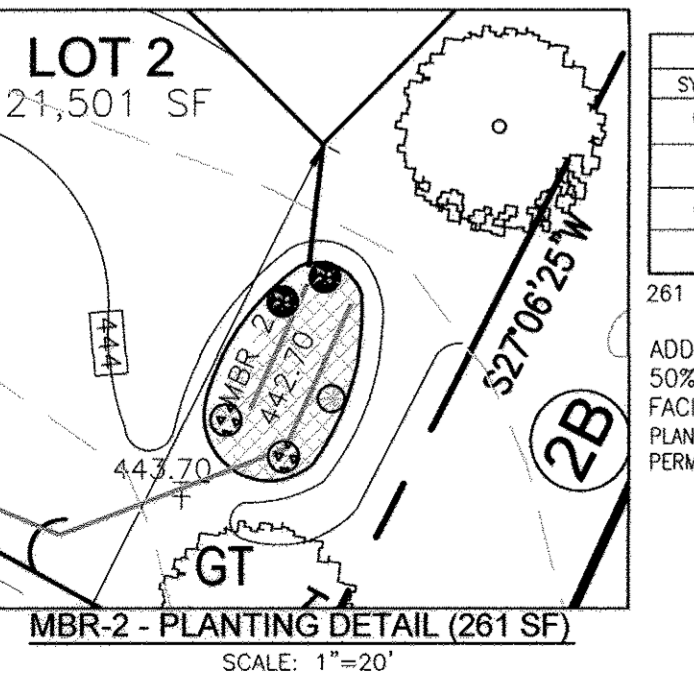 LOT 2
21,501 SF
S27°06'25"W
444
MBR 2
442.70
443.70
2B
GT
261
ADD
50%
FACI
PLAN
PERM
MBR-2 - PLANTING DETAIL (261 SF)
SCALE: 1"=20'